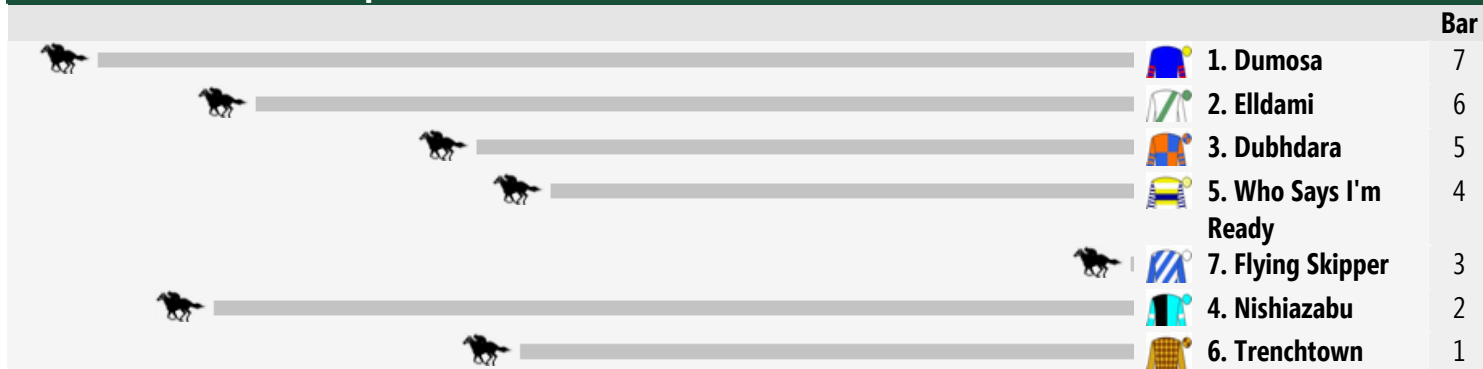 Bar
1. Dumosa 7
2. Elldami 6
3. Dubhdara 5
5. Who Says I'm 4
Ready
7. Flying Skipper 3
4. Nishiazabu 2
6. Trenchtown 1